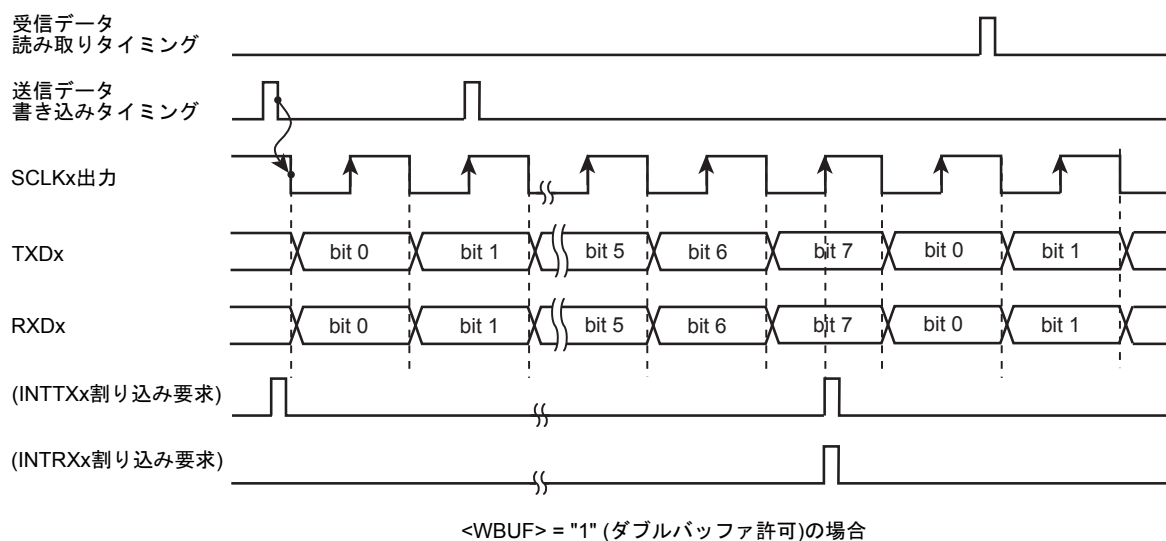 受信データ
読み取りタイミング
送信データ
書き込みタイミング
SCLKx出力
TXDx
bit 0
bit 1
bit 5
bit 6
bit 7
bit 0
bit 1
RXDx
bit 0
bit 1
bit 5
bit 6
bit 7
bit 0
bit 1
(INTTXx割り込み要求)
(INTRXx割り込み要求)
<WBUF> = "1" (ダブルバッファ許可)の場合